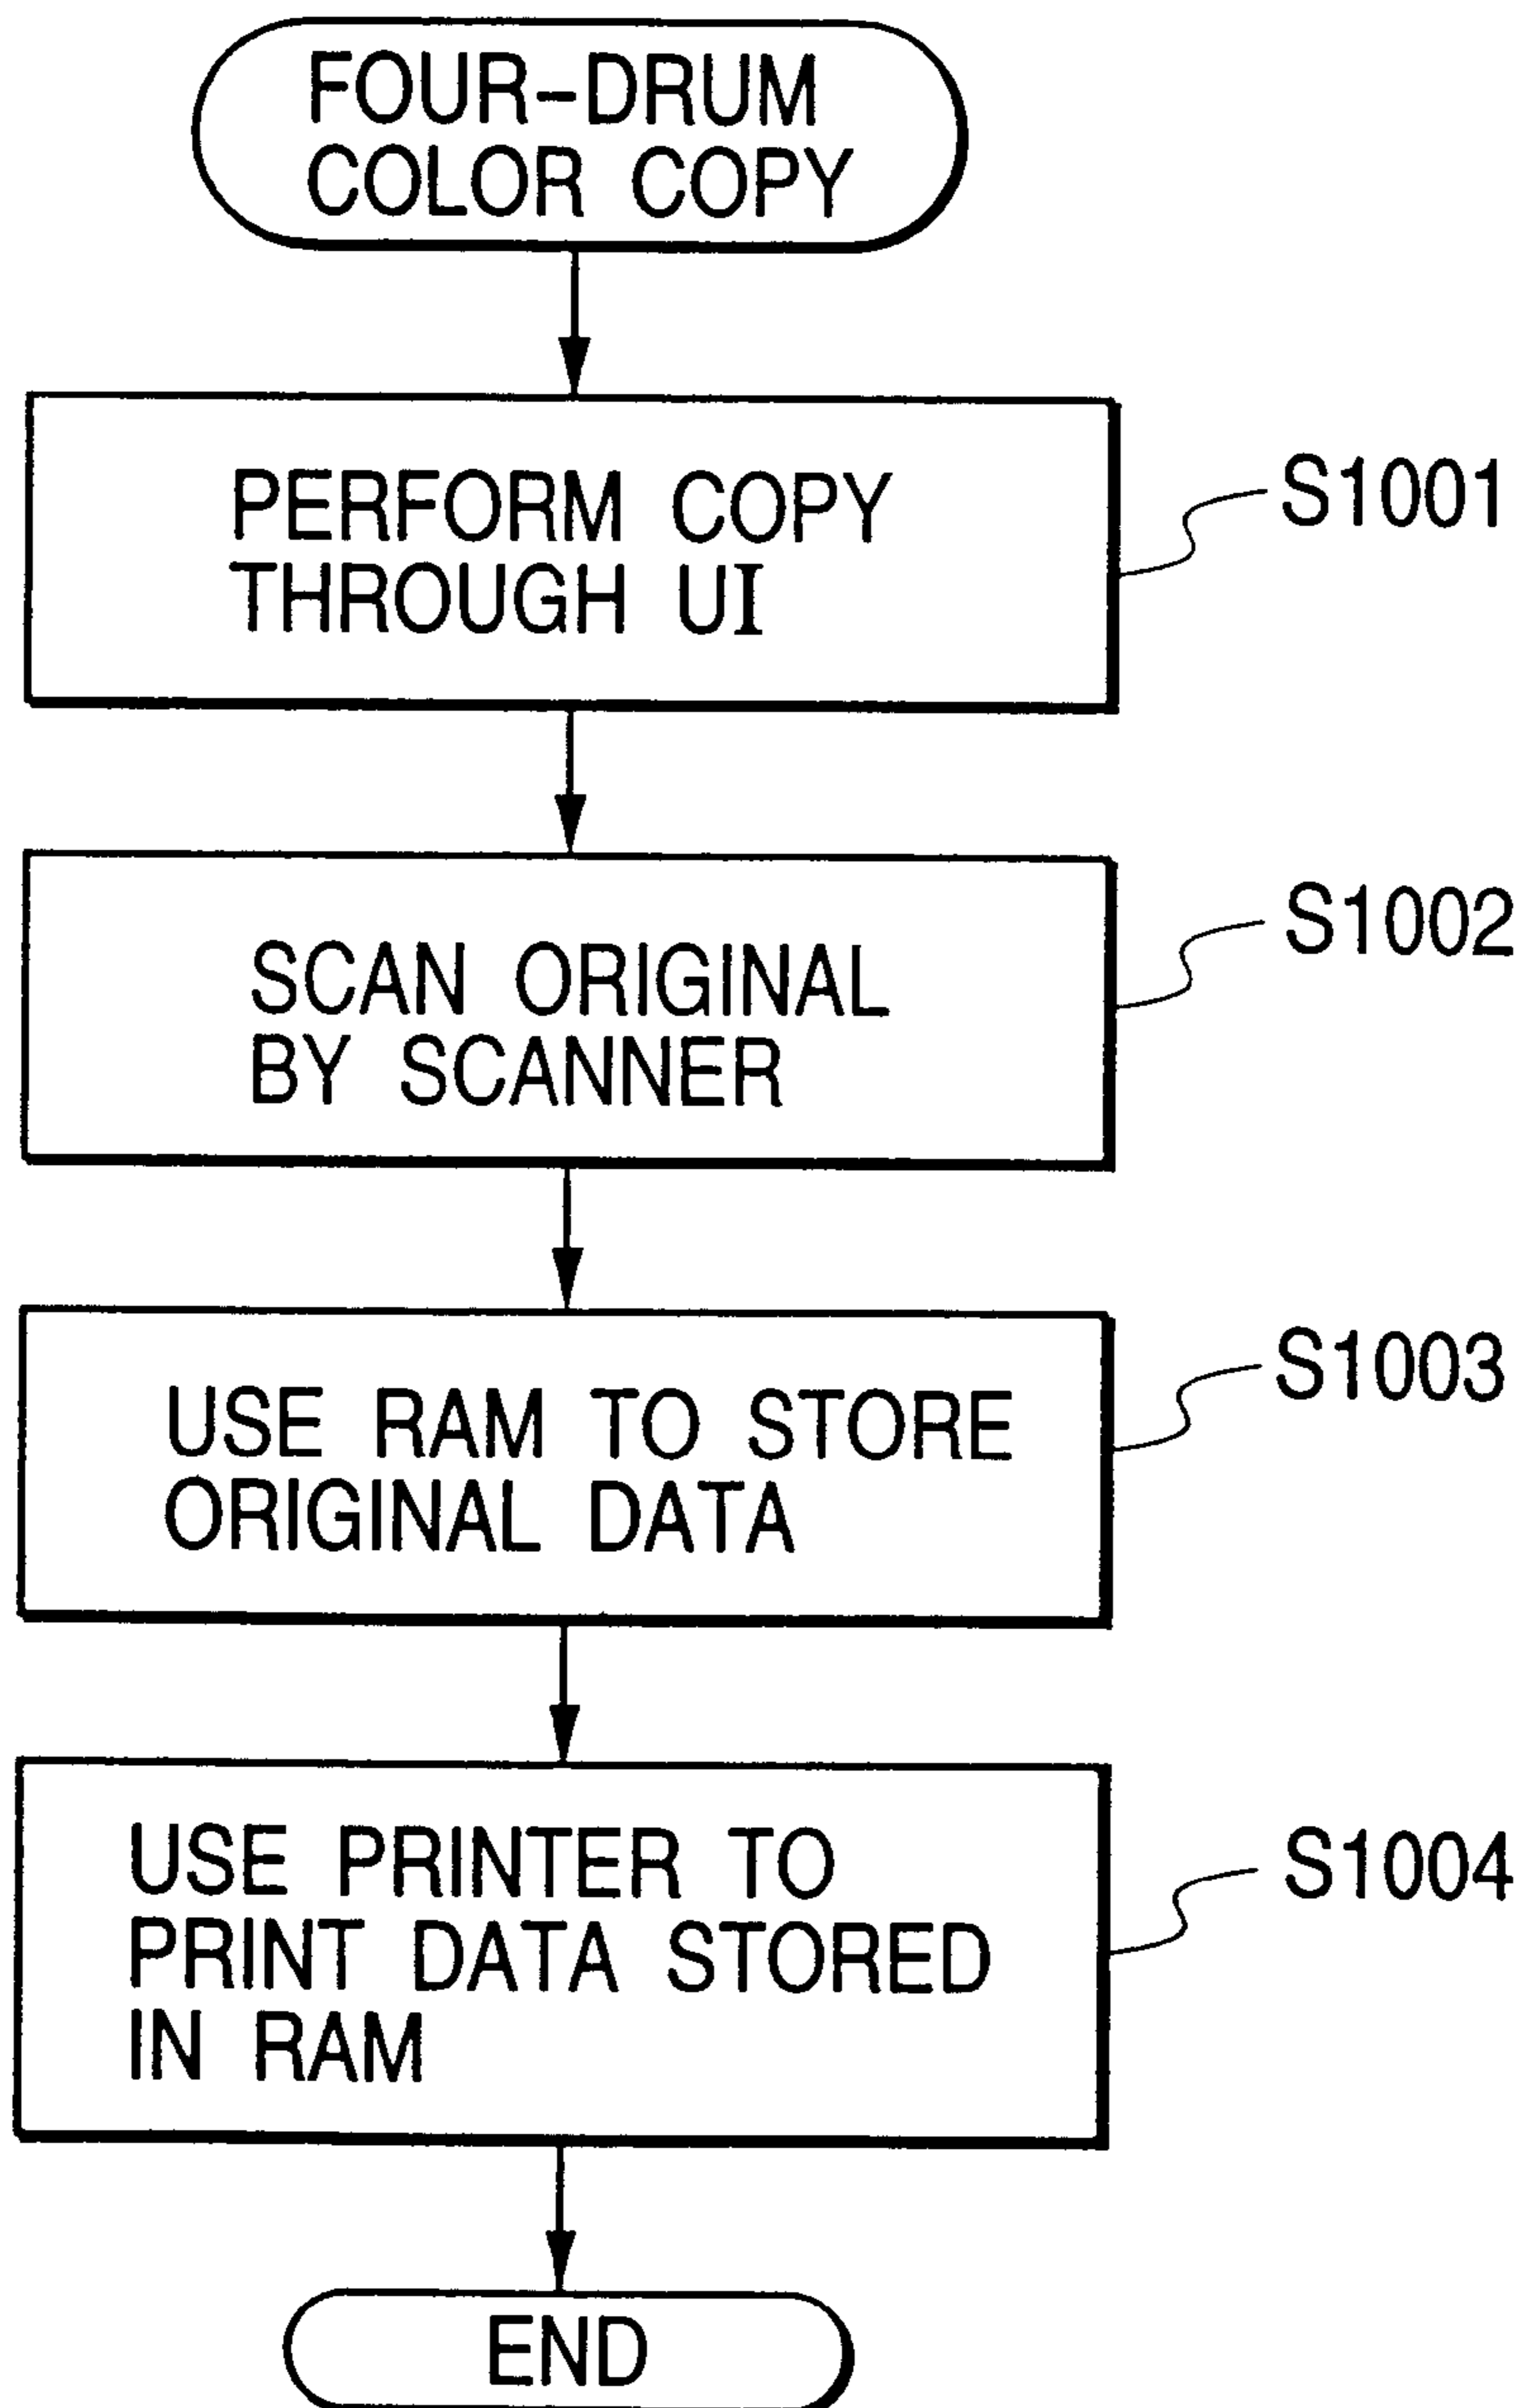 FOUR-DRUM
COLOR COPY
PERFORM COPY
THROUGH UI
S1001
SCAN ORIGINAL
BY SCANNER
S1002
USE RAM TO STORE
ORIGINAL DATA
S1003
USE PRINTER TO
PRINT DATA STORED
IN RAM
S1004
END